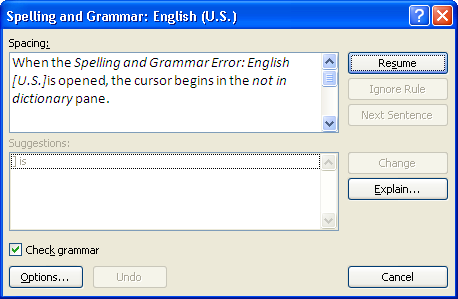 Spelling and Grammar: English (U.S.)
Spacing:
When the Spelling and Grammar Error: English
[U.S.]is opened, the cursor begins in the not in
dictionary pane.
Resume
Ignore Rule
Next Sentence
Suggestions:
] is
Change
Explain...
Check grammar
Options...
Undo
Cancel